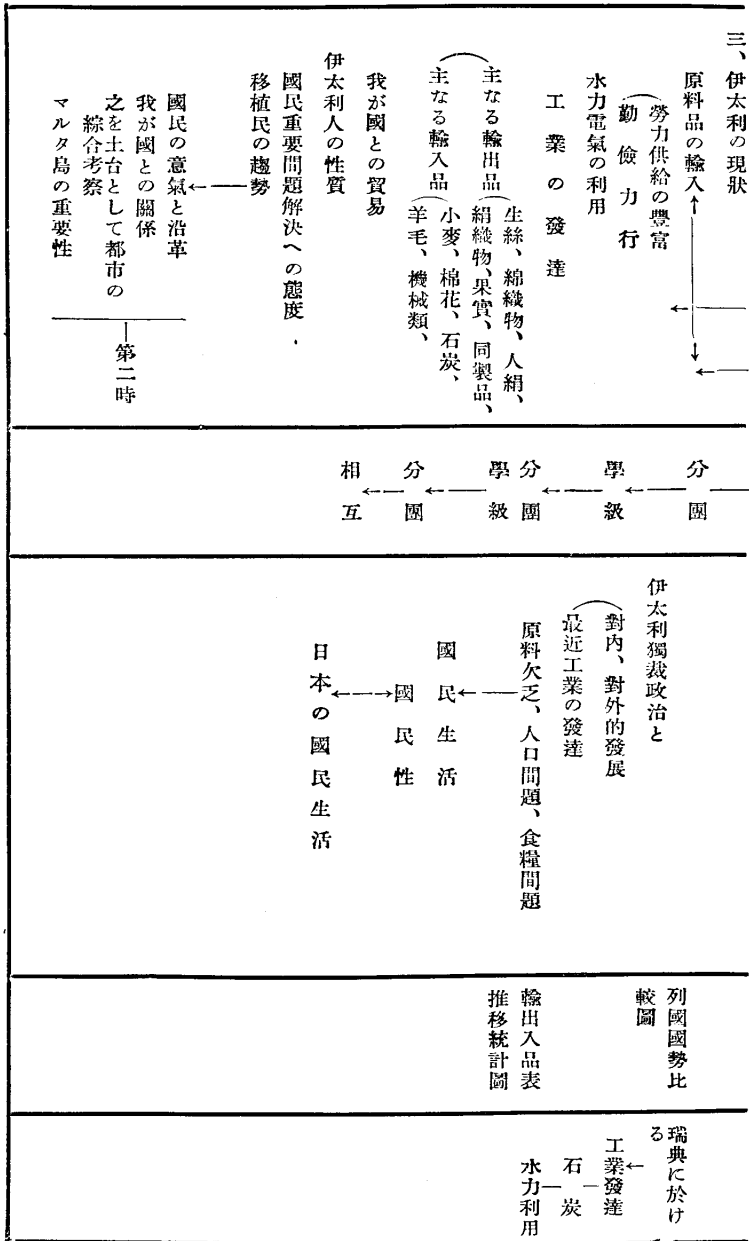 三、伊太利の現狀
原料品の輸入
勞力供給の豐富
勤儉力行
水力電氣の利用
工業の發達
主なる輸出品
生絲、綿織物、人絹、
絹織物、果實、同製品、
主なる輸入品
小麥、棉花、石炭、
羊毛、機械類、
我が國との貿易
伊太利人の性質
國民重要問題解決への態度
移植民の趨勢
國民の意氣と沿革
我が國との關係
之を土台として都市の
綜合考察
マルタ島の重要性
第二時
分團
學級
分團
學級
分團
相互
伊太利獨裁政治と
對内、對外的發展
最近工業の發達
原料欠乏、人口問題、食糧問題
國民生活
國民性
日本の國民生活
列國國勢比
較圖
輸出入品表
推移統計圖
瑞典に於け
る
工業發達
石炭
水力利用